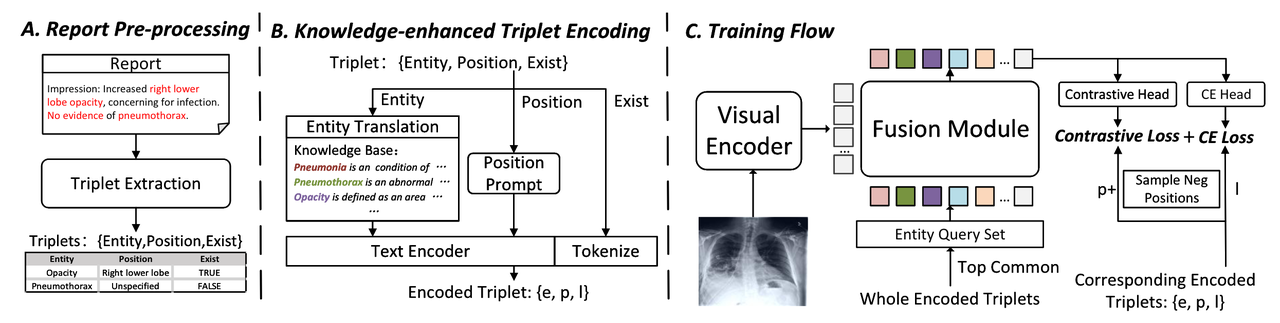 A. Report Pre-processing
Report
Impression: Increased right lower
lobe opacity, concerning for infection.
No evidence of pneumothorax.
Triplet Extraction
Triplets: {Entity,Position,Exist}
Entity Position Exist
Opacity Right lower lobe TRUE
Pneumothorax Unspecified FALSE
B. Knowledge-enhanced Triplet Encoding
Triplet: {Entity, Position, Exist}
Entity
Position
Exist
Entity Translation
Knowledge Base:
Pneumonia is an condition of ...
Pneumothorax is an abnormal ...
Opacity is defined as an area ...
...
Position
Prompt
Text Encoder
Tokenize
Encoded Triplet: {e, p, l}
C. Training Flow
Visual
Encoder
...
Fusion Module
...
...
Entity Query Set
Top Common
Whole Encoded Triplets
Contrastive Head
CE Head
Contrastive Loss + CE Loss
p+
Sample Neg
Positions
l
Corresponding Encoded
Triplets: {e, p, l}